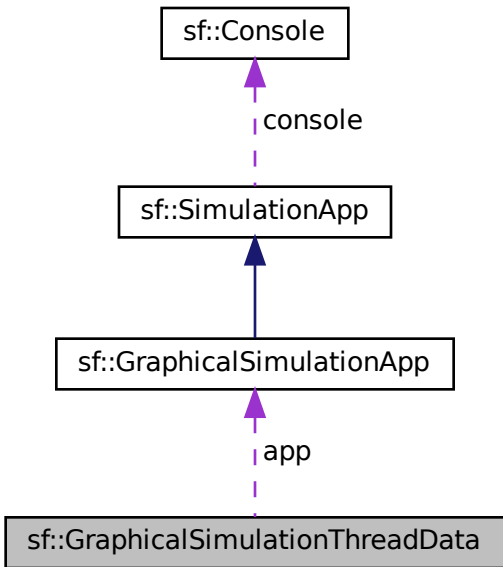 sf::Console
console
sf::SimulationApp
sf::GraphicalSimulationApp
app
sf::GraphicalSimulationThreadData